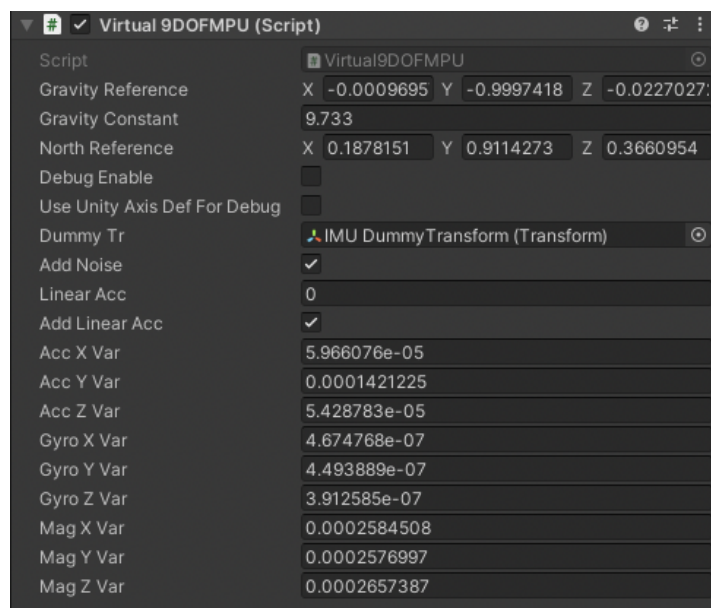 Virtual 9DOFMPU (Script)
Script Virtual9DOFMPU
Gravity Reference X -0.0009695 Y -0.9997418 Z -0.0227027
Gravity Constant 9.733
North Reference X 0.1878151 Y 0.9114273 Z 0.3660954
Debug Enable
Use Unity Axis Def For Debug
Dummy Tr IMU DummyTransform (Transform)
Add Noise
Linear Acc 0
Add Linear Acc
Acc X Var 5.966076e-05
Acc Y Var 0.0001421225
Acc Z Var 5.428783e-05
Gyro X Var 4.674768e-07
Gyro Y Var 4.493889e-07
Gyro Z Var 3.912585e-07
Mag X Var 0.0002584508
Mag Y Var 0.0002576997
Mag Z Var 0.0002657387